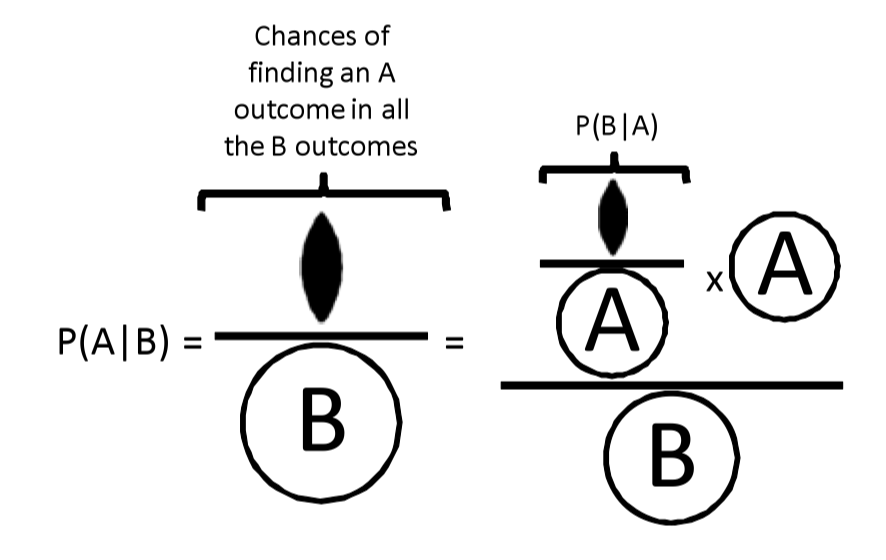 Chances of
finding an A
outcome in all
the B outcomes
P(A|B) =
B
=
P(B|A)
A
x
A
B